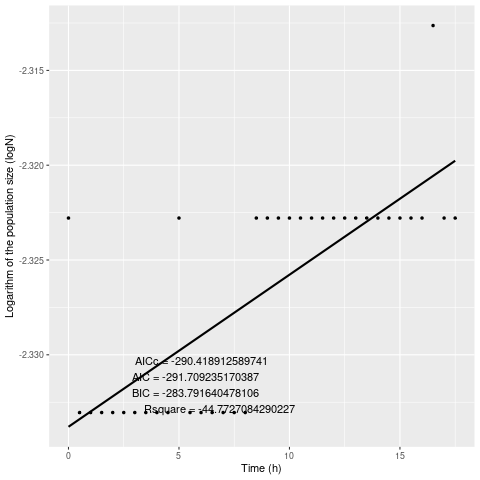 -2.315
-2.320
-2.325
-2.330
Logarithm of the population size (logN)
AICc = -290.418912589741
AIC = -291.709235170387
BIC = -283.791640478106
Rsquare = -44.7727084290227
0
5
10
15
Time (h)